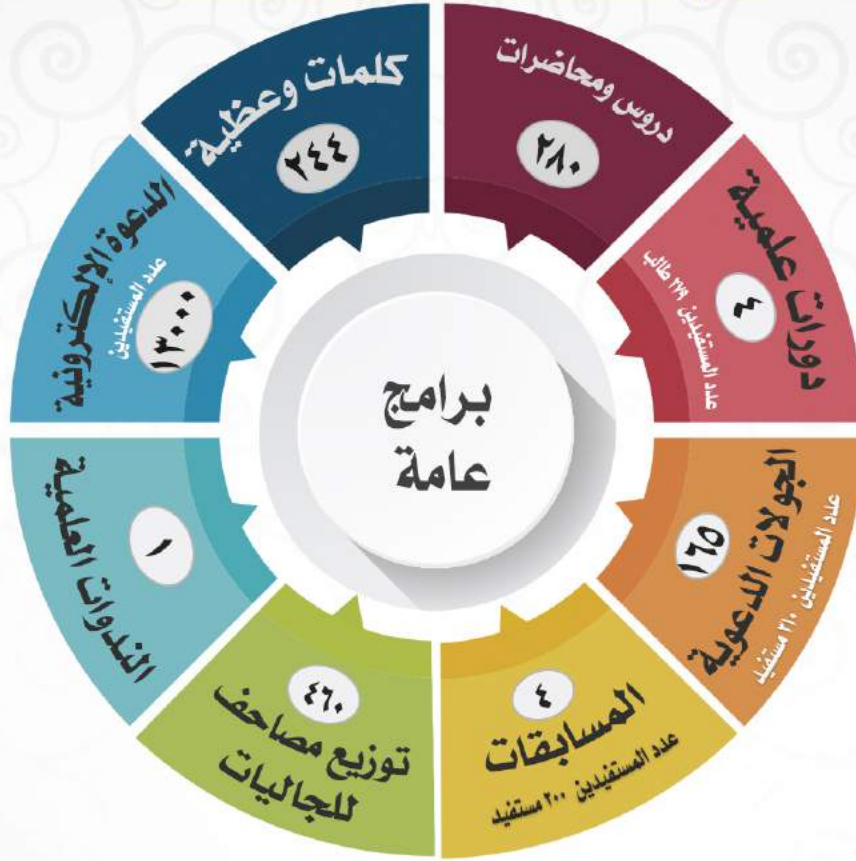 برامج
عامة
دروس ومحاضرات
٢٨٠
دورات علمية
٤
عدد المستفيدين ٢٧٩ طالب
الجولات الدعوية
١٦٥
عدد المستفيدين ٢١٠ مستفيد
المسابقات
٤
عدد المستفيدين ٢٠٠ مستفيد
توزيع مصاحف
للجاليات
٤٦٠
الندوات العلمية
١
الدعوة الإلكترونية
عدد المستفيدين
١٣٠٠٠
كلمات وعظية
٢٤٤